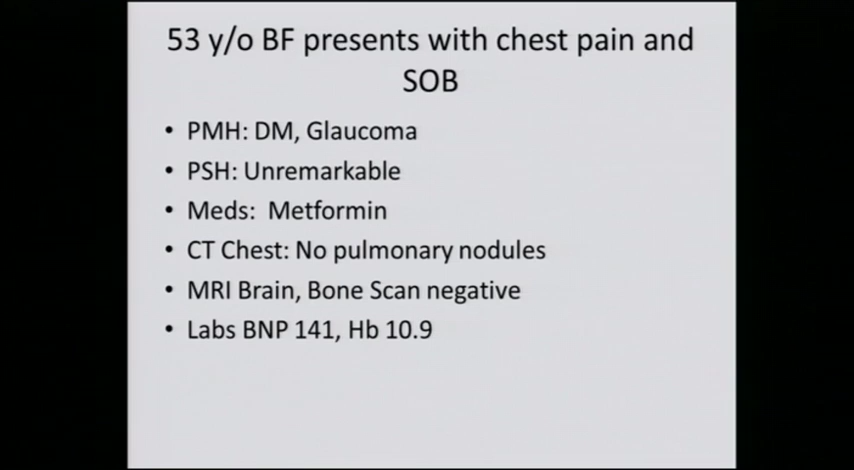 53 y/o BF presents with chest pain and
SOB
• PMH: DM, Glaucoma
• PSH: Unremarkable
• Meds:  Metformin
• CT Chest: No pulmonary nodules
• MRI Brain, Bone Scan negative
• Labs BNP 141, Hb 10.9